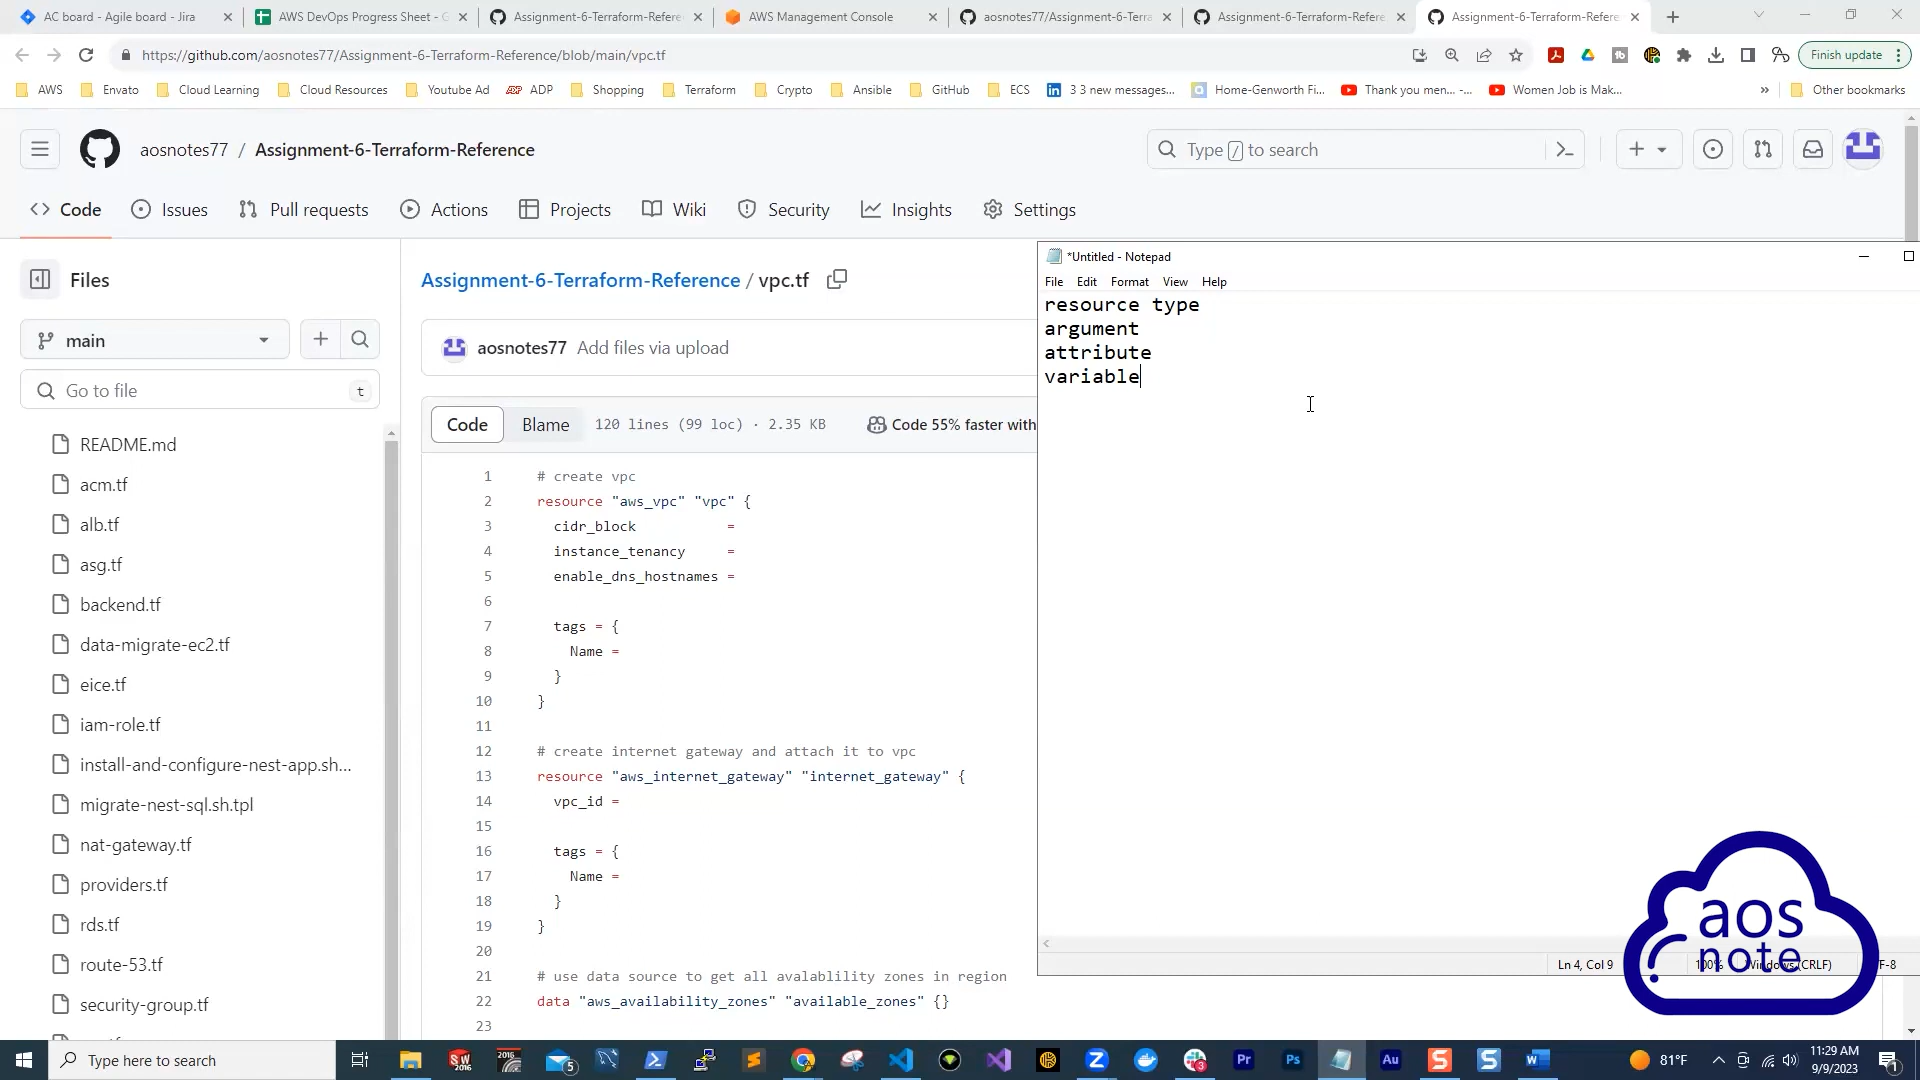 AC board - Agile board - Jira
AWS DevOps Progress Sheet - G
Assignment-6-Terraform-Refere
AWS Management Console
aosnotes77/Assignment-6-Terra
Assignment-6-Terraform-Refere
Assignment-6-Terraform-Refere
https://github.com/aosnotes77/Assignment-6-Terraform-Reference/blob/main/vpc.tf
Finish update
AWS
Envato
Cloud Learning
Cloud Resources
Youtube Ad
ADP
Shopping
Terraform
Crypto
Ansible
GitHub
ECS
3 3 new messages...
Home-Genworth Fi...
Thank you men... -...
Women Job is Mak...
»
Other bookmarks
aosnotes77 / Assignment-6-Terraform-Reference
Type / to search
Code
Issues
Pull requests
Actions
Projects
Wiki
Security
Insights
Settings
Files
main
Go to file
t
README.md
acm.tf
alb.tf
asg.tf
backend.tf
data-migrate-ec2.tf
eice.tf
iam-role.tf
install-and-configure-nest-app.sh...
migrate-nest-sql.sh.tpl
nat-gateway.tf
providers.tf
rds.tf
route-53.tf
security-group.tf
Assignment-6-Terraform-Reference / vpc.tf
aosnotes77 Add files via upload
Code
Blame
120 lines (99 loc) · 2.35 KB
Code 55% faster with
1 # create vpc
2 resource "aws_vpc" "vpc" {
3 cidr_block =
4 instance_tenancy =
5 enable_dns_hostnames =
6
7 tags = {
8 Name =
9 }
10 }
11
12 # create internet gateway and attach it to vpc
13 resource "aws_internet_gateway" "internet_gateway" {
14 vpc_id =
15
16 tags = {
17 Name =
18 }
19 }
20
21 # use data source to get all avalablility zones in region
22 data "aws_availability_zones" "available_zones" {}
23
*Untitled - Notepad
File Edit Format View Help
resource type
argument
attribute
variable
Ln 4, Col 9
100%
Windows (CRLF)
aos
note
Type here to search
81°F
11:29 AM
9/9/2023